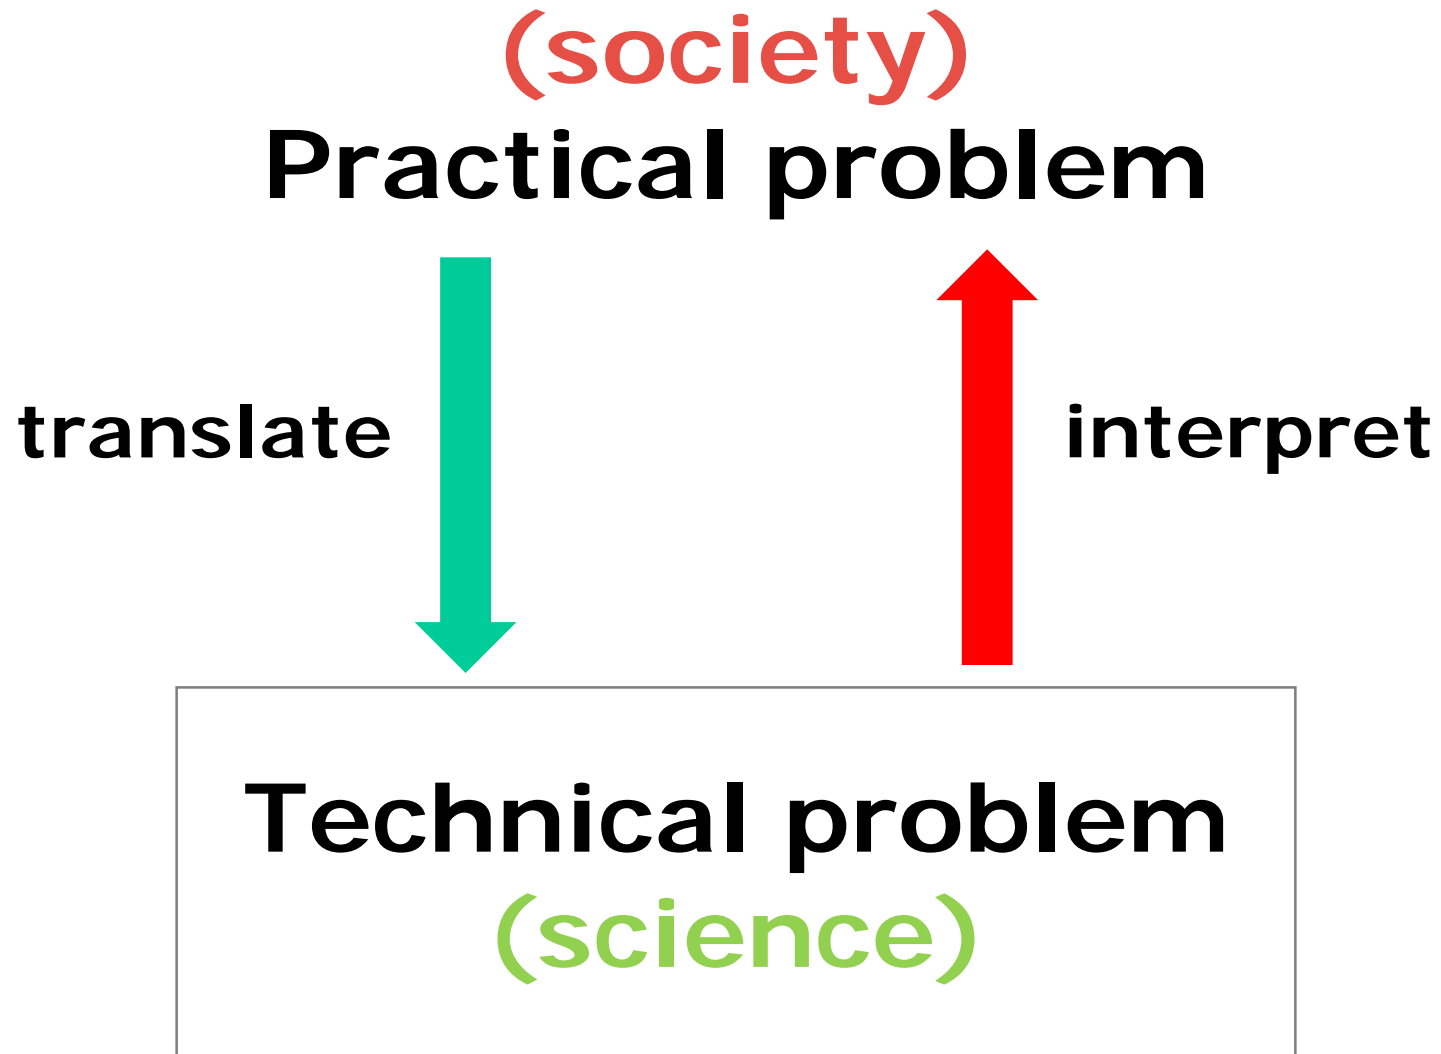 (society)
Practical problem
translate
interpret
Technical problem
(science)